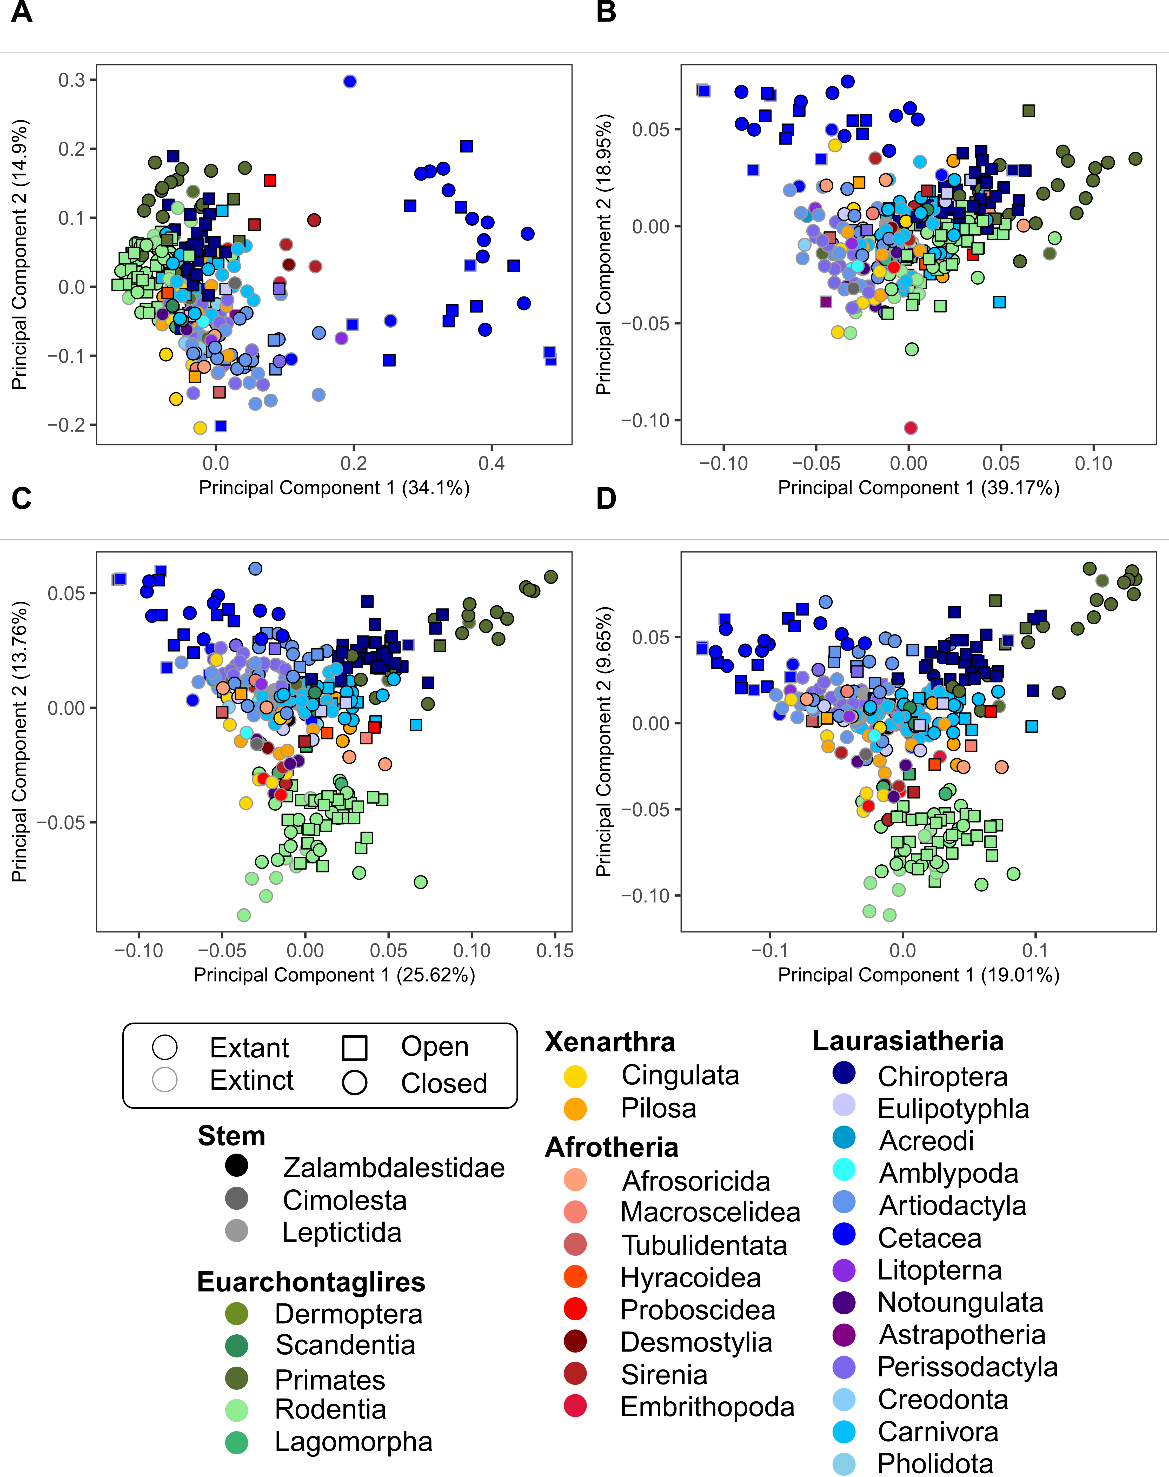 A
B
0.3
0.2
0.1
0.0
−0.1
−0.2
Principal Component 2 (14.9%)
0.0
0.2
0.4
Principal Component 1 (34.1%)
0.05
0.00
−0.05
−0.10
Principal Component 2 (18.95%)
−0.10
−0.05
0.00
0.05
0.10
Principal Component 1 (39.17%)
C
D
0.05
0.00
−0.05
Principal Component 2 (13.76%)
−0.10
−0.05
0.00
0.05
0.10
0.15
Principal Component 1 (25.62%)
0.05
0.00
−0.05
−0.10
Principal Component 2 (9.65%)
−0.1
0.0
0.1
Principal Component 1 (19.01%)
Extant
Open
Extinct
Closed
Stem
Zalambdalestidae
Cimolesta
Leptictida
Euarchontaglires
Dermoptera
Scandentia
Primates
Rodentia
Lagomorpha
Xenarthra
Cingulata
Pilosa
Afrotheria
Afrosoricida
Macroscelidea
Tubulidentata
Hyracoidea
Proboscidea
Desmostylia
Sirenia
Embrithopoda
Laurasiatheria
Chiroptera
Eulipotyphla
Acreodi
Amblypoda
Artiodactyla
Cetacea
Litopterna
Notoungulata
Astrapotheria
Perissodactyla
Creodonta
Carnivora
Pholidota